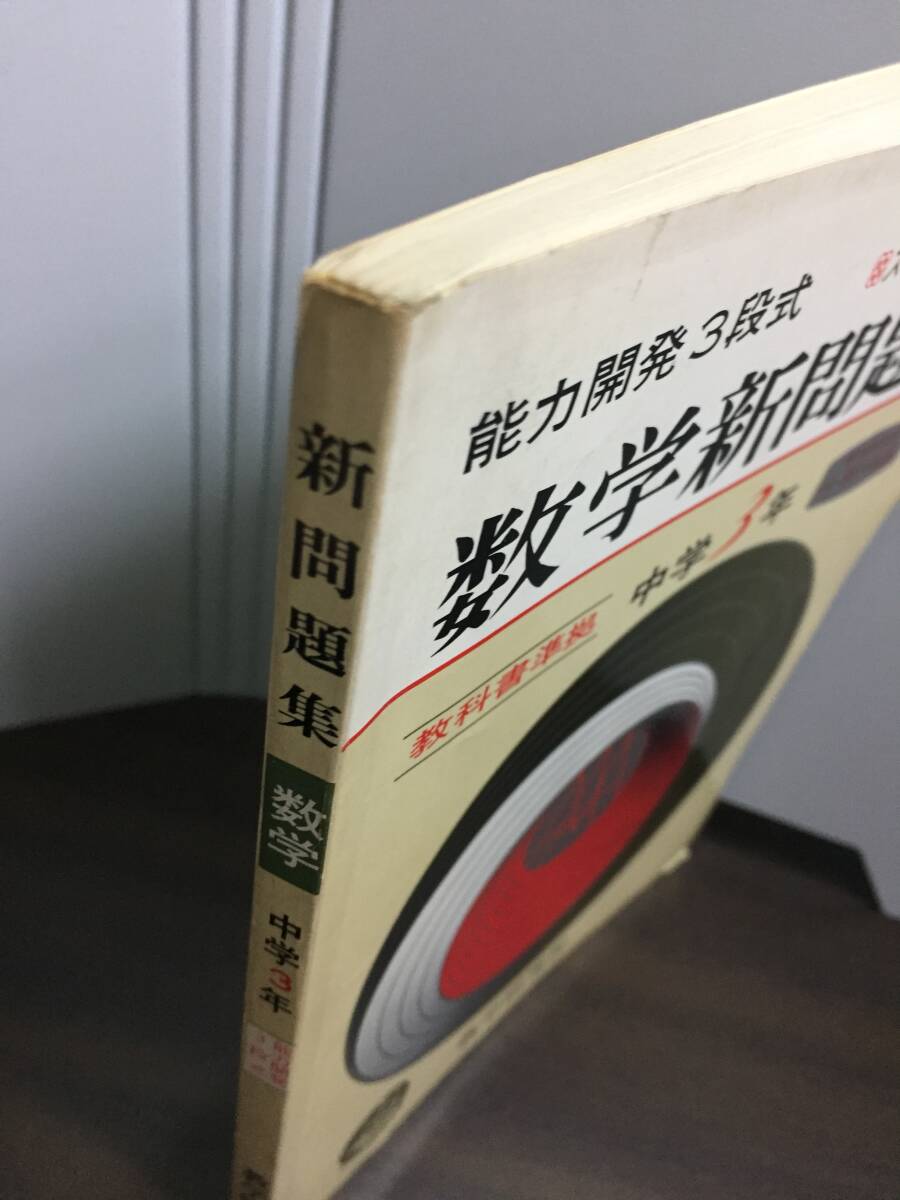 能力開発3段式
数学新問題
中学3年
教科書準拠
新問題集
数学
中学3年